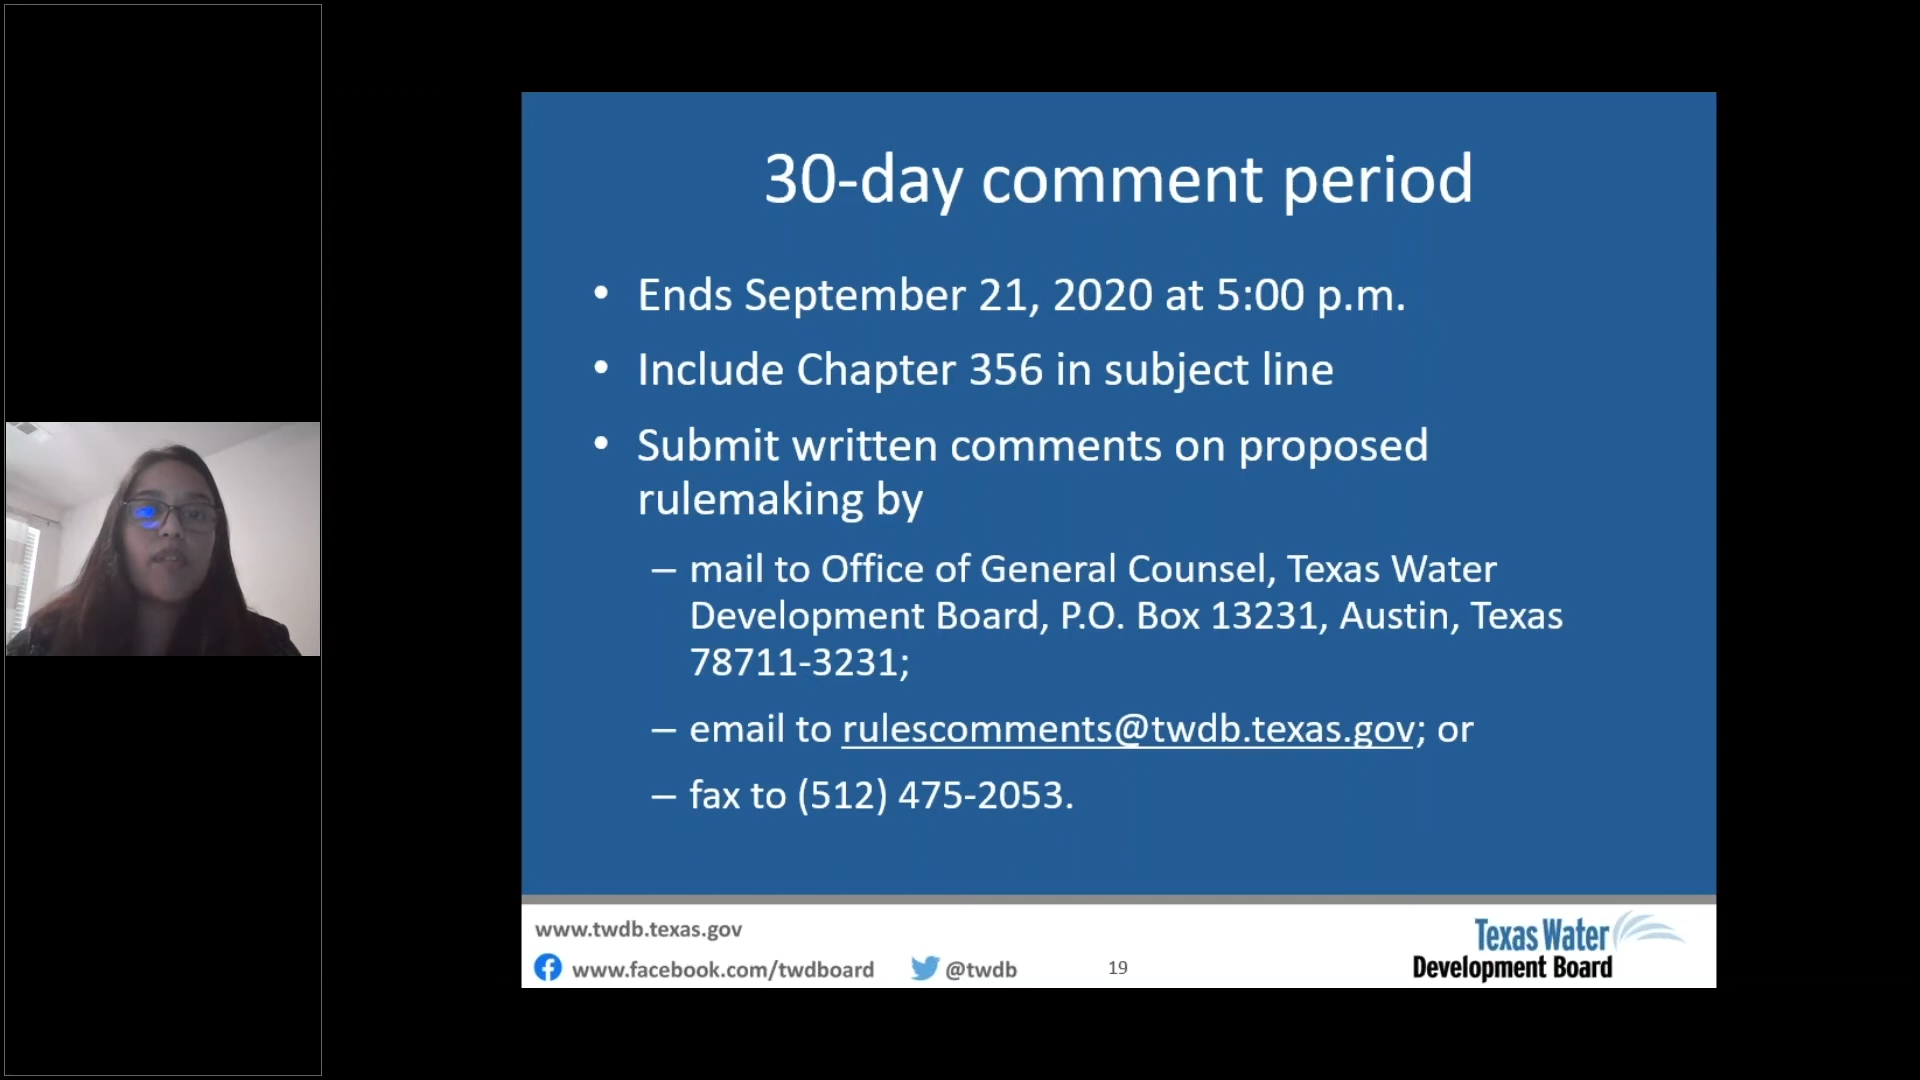 30-day comment period
• Ends September 21, 2020 at 5:00 p.m.
• Include Chapter 356 in subject line
• Submit written comments on proposed
rulemaking by
– mail to Office of General Counsel, Texas Water
Development Board, P.O. Box 13231, Austin, Texas
78711-3231;
– email to rulescomments@twdb.texas.gov; or
– fax to (512) 475-2053.
www.twdb.texas.gov
www.facebook.com/twdboard @twdb 19
Texas Water
Development Board